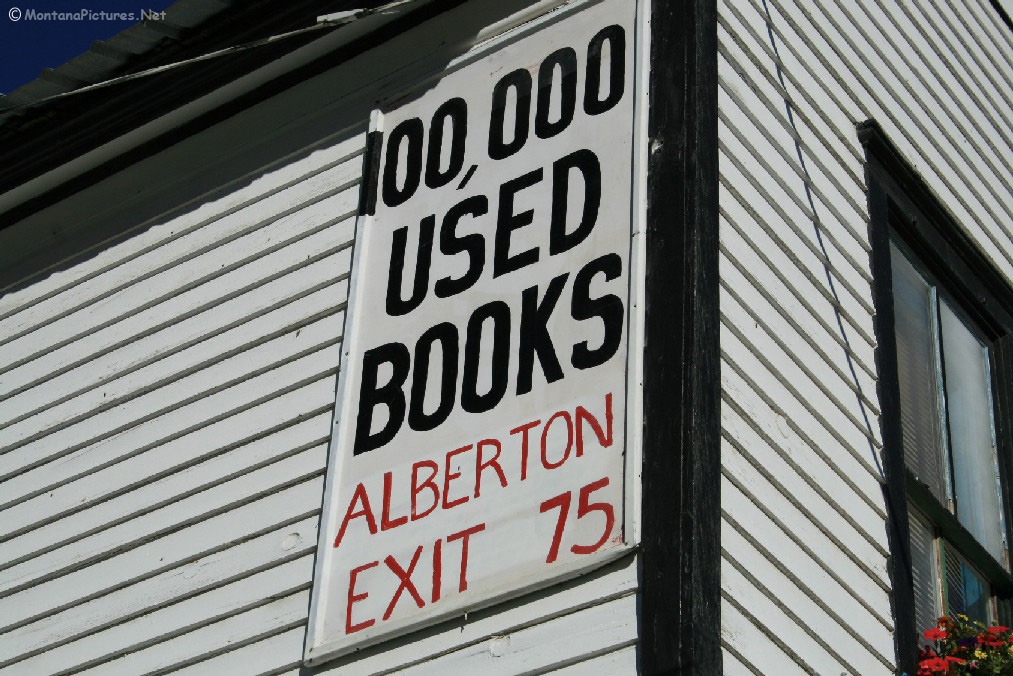 © MontanaPictures.Net
100,000
USED
BOOKS
ALBERTON
EXIT 75